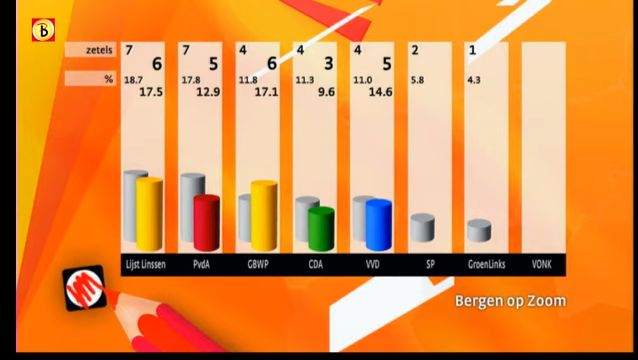 B
zetels 7 7 4 4 4 2 1
6 5 6 3 5
% 18.7 17.8 11.8 11.3 11.0 5.8 4.3
17.5 12.9 17.1 9.6 14.6
Lijst Linssen PvdA GBWP CDA VVD SP GroenLinks VONK
Bergen op Zoom